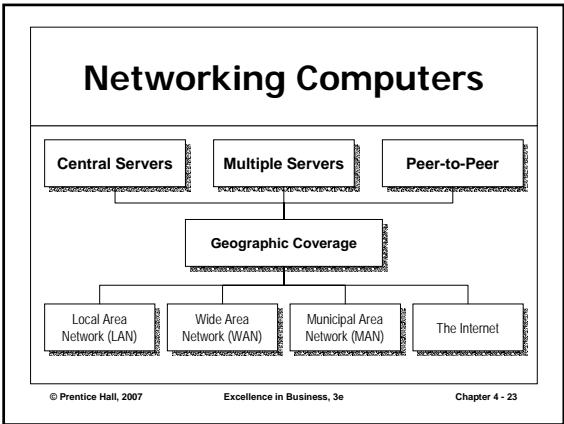 Networking Computers
Central Servers
Multiple Servers
Peer-to-Peer
Geographic Coverage
Local Area
Network (LAN)
Wide Area
Network (WAN)
Municipal Area
Network (MAN)
The Internet
© Prentice Hall, 2007
Excellence in Business, 3e
Chapter 4 - 23